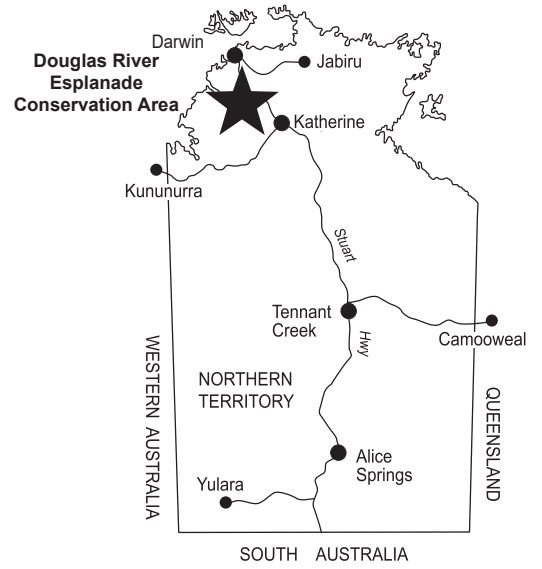 Darwin
Douglas River
Esplanade
Conservation Area
Jabiru
Katherine
Kununurra
Stuart
Tennant
Creek
Hwy
Camooweal
WESTERN AUSTRALIA
NORTHERN
TERRITORY
QUEENSLAND
Alice
Springs
Yulara
SOUTH AUSTRALIA